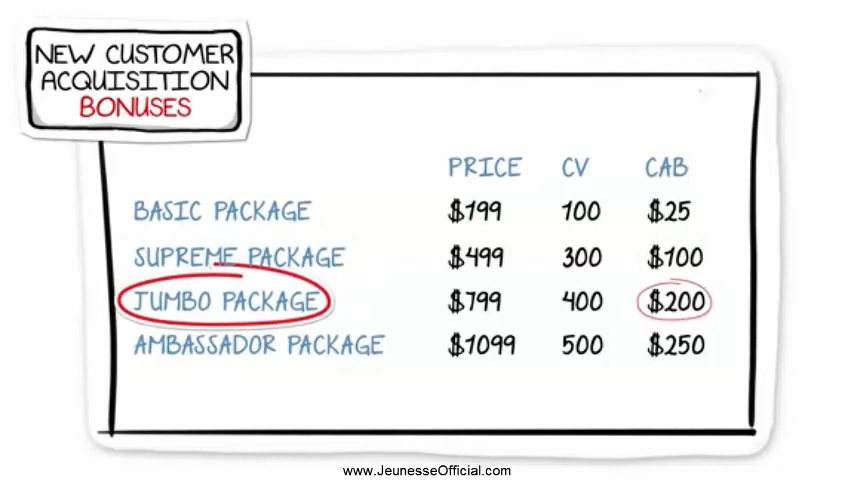 NEW CUSTOMER
ACQUISITION
BONUSES
PRICE CV CAB
BASIC PACKAGE $199 100 $25
SUPREME PACKAGE $499 300 $100
JUMBO PACKAGE $799 400 $200
AMBASSADOR PACKAGE $1099 500 $250
www.JeunesseOfficial.com